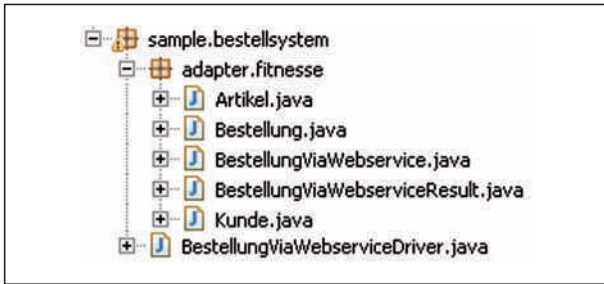 sample.bestellsystem
adapter.fitnesse
Artikel.java
Bestellung.java
BestellungViaWebservice.java
BestellungViaWebserviceResult.java
Kunde.java
BestellungViaWebserviceDriver.java